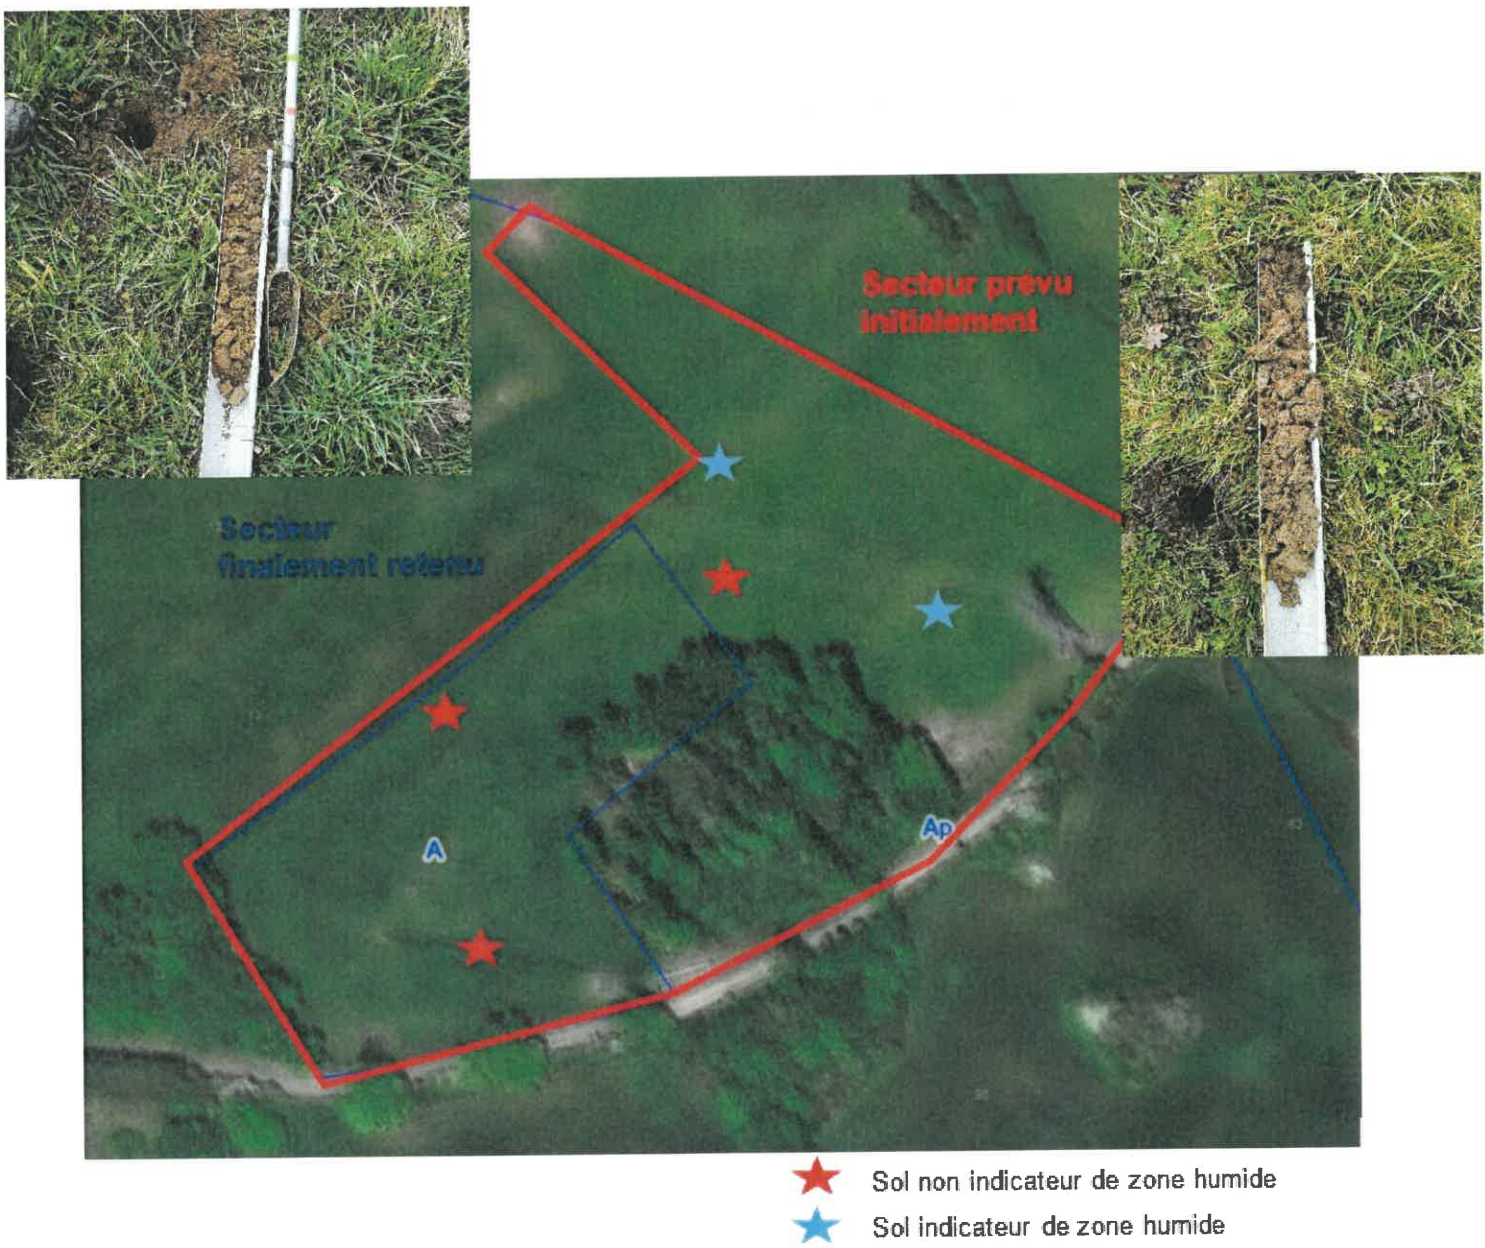 Secteur prévu
initialement
Secteur
finalement retenu
A
Ap
Sol non indicateur de zone humide
Sol indicateur de zone humide